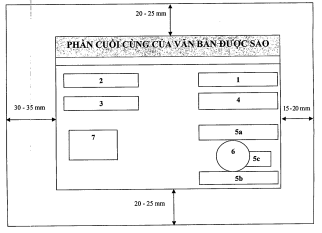 20 - 25 mm
PHẦN CUỐI CÙNG CỦA VĂN BẢN ĐƯỢC SAO
2
1
3
4
30 - 35 mm
15-20 mm
5a
7
6
5c
5b
20 - 25 mm